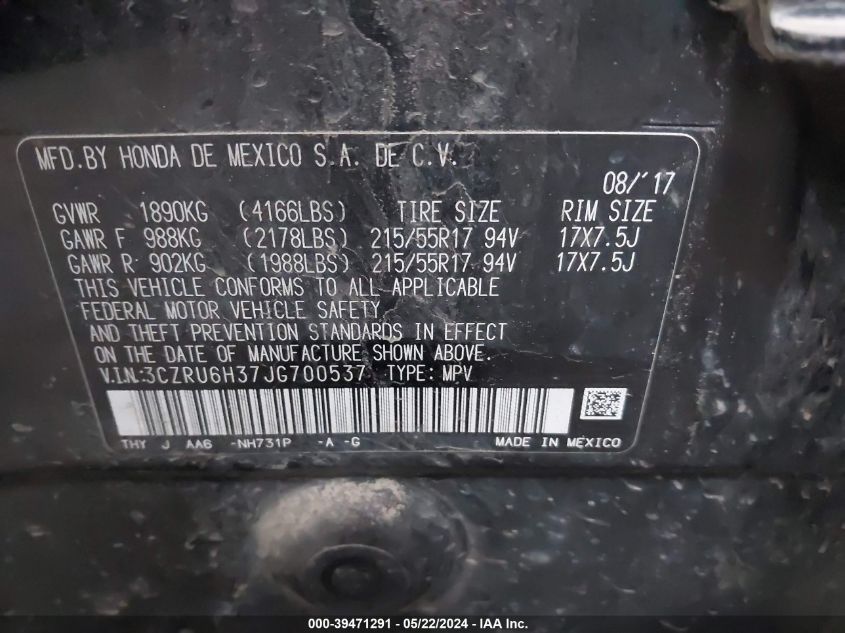 MFD.BY HONDA DE MEXICO S.A. DE C.V.
08/'17
GVWR 1890KG (4166LBS) TIRE SIZE RIM SIZE
GAWR F 988KG (2178LBS) 215/55R17 94V 17X7.5J
GAWR R 902KG (1988LBS) 215/55R17 94V 17X7.5J
THIS VEHICLE CONFORMS TO ALL APPLICABLE
FEDERAL MOTOR VEHICLE SAFETY
AND THEFT PREVENTION STANDARDS IN EFFECT
ON THE DATE OF MANUFACTURE SHOWN ABOVE.
V.I.N.:3CZRU6H37JG700537 TYPE: MPV
THY J AA6 -NH731P -A -G MADE IN MEXICO
000-39471291 - 05/22/2024 - IAA Inc.